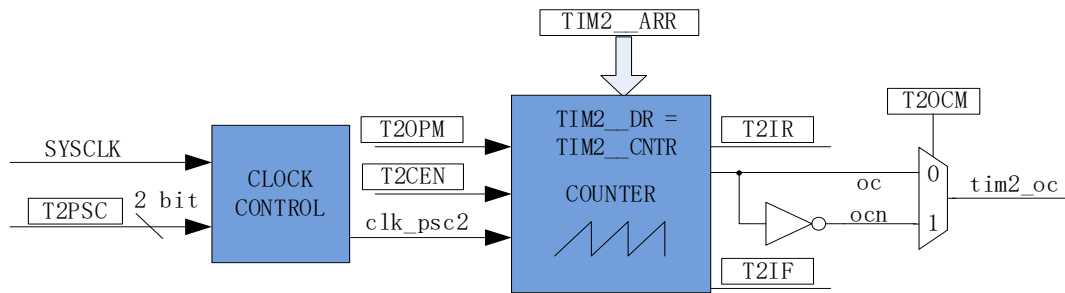 TIM2__ARR
TIM2__DR =
TIM2__CNTR
COUNTER
T2OPM
T2CEN
clk_psc2
SYSCLK
T2PSC
2 bit
CLOCK
CONTROL
T2IR
oc
ocn
T2IF
T2OCM
0
1
tim2_oc